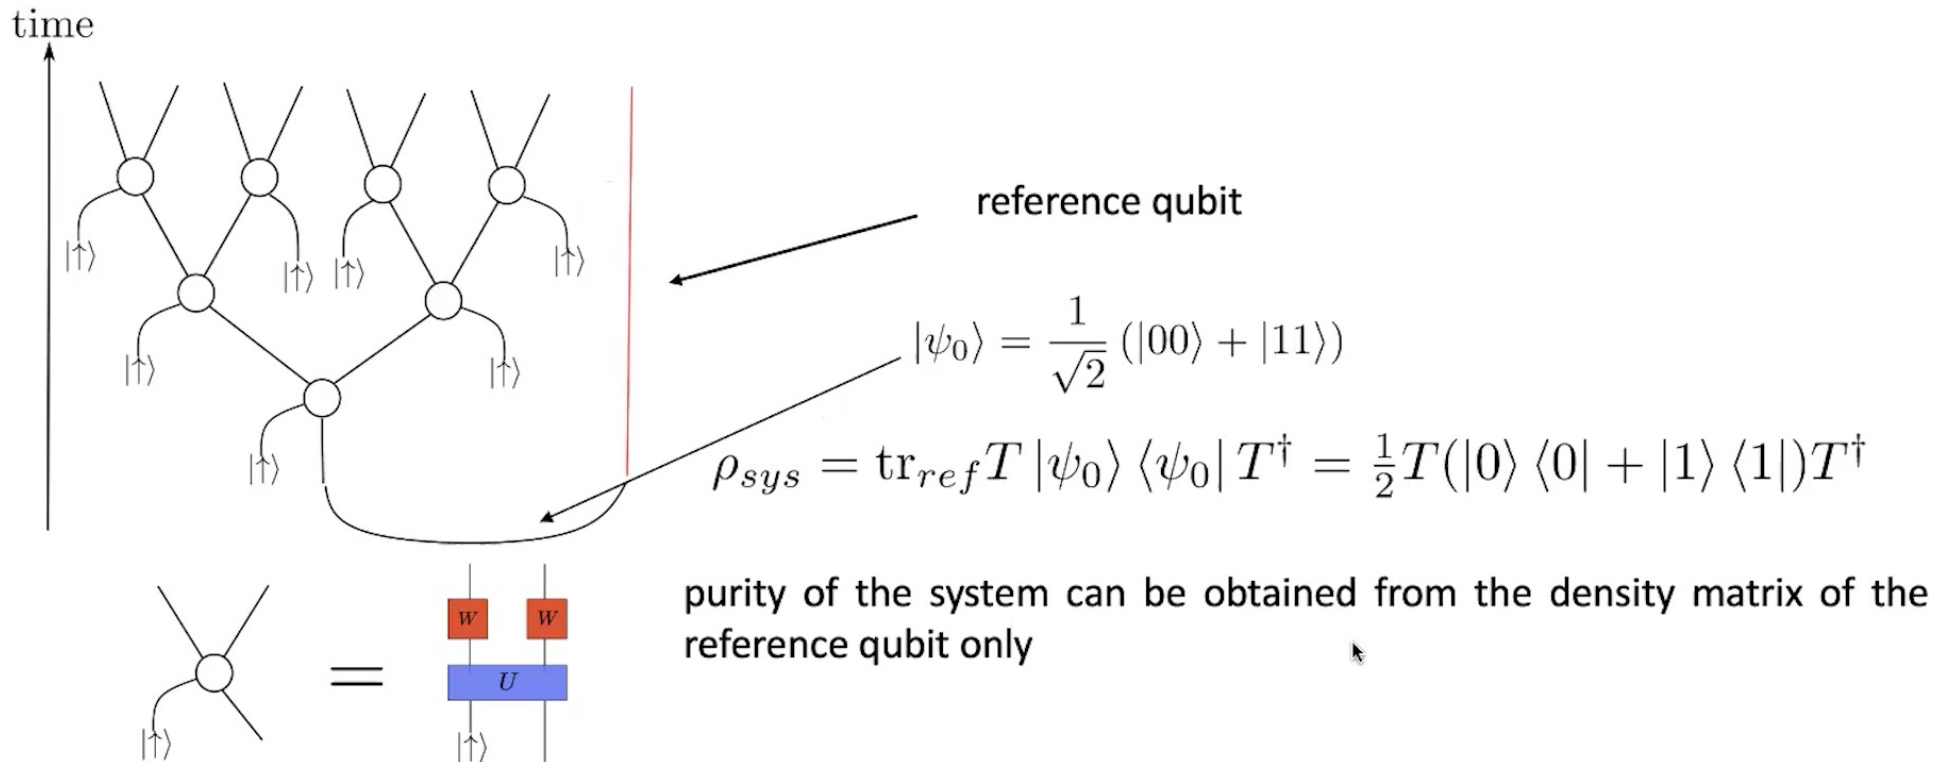 time
reference qubit
|ψ₀⟩ = 1/√2 (|00⟩ + |11⟩)
|↑⟩ |↑⟩ |↑⟩ |↑⟩
|↑⟩ |↑⟩
|↑⟩
ρ_sys = tr_ref T |ψ₀⟩ ⟨ψ₀| T† = ½T(|0⟩ ⟨0| + |1⟩ ⟨1|)T†
purity of the system can be obtained from the density matrix of the
reference qubit only
W W
=
U
|↑⟩ |↑⟩